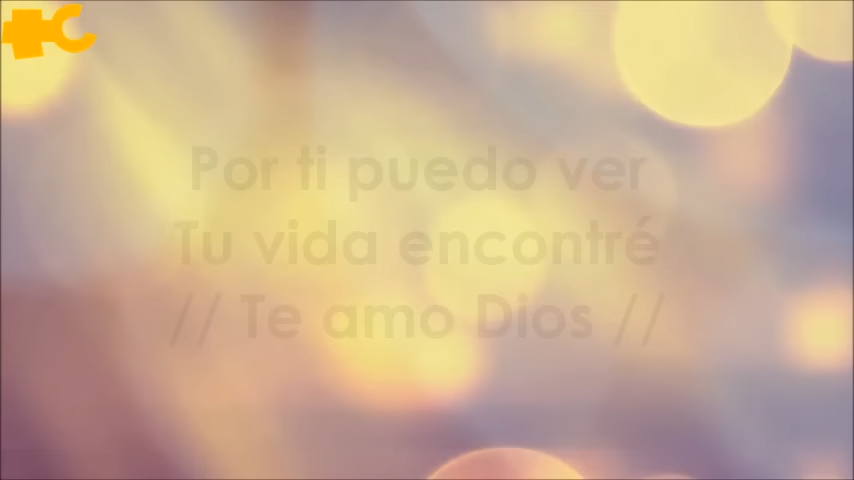 Por ti puedo ver
Tu vida encontré
// Te amo Dios //